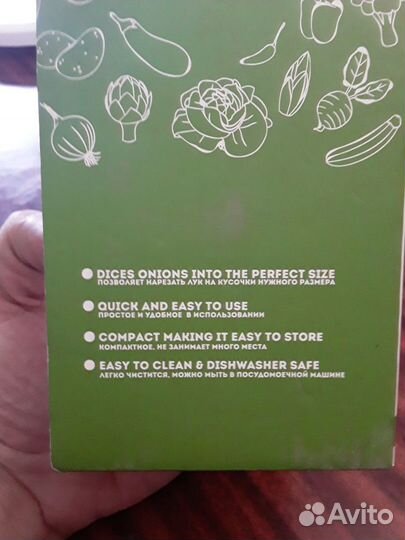 DICES ONIONS INTO THE PERFECT SIZE
ПОЗВОЛЯЕТ НАРЕЗАТЬ ЛУК НА КУСОЧКИ НУЖНОГО РАЗМЕРА
QUICK AND EASY TO USE
ПРОСТОЕ И УДОБНОЕ В ИСПОЛЬЗОВАНИИ
COMPACT MAKING IT EASY TO STORE
КОМПАКТНОЕ, НЕ ЗАНИМАЕТ МНОГО МЕСТА
EASY TO CLEAN & DISHWASHER SAFE
ЛЕГКО ЧИСТИТСЯ, МОЖНО МЫТЬ В ПОСУДОМОЕЧНОЙ МАШИНЕ
Avito